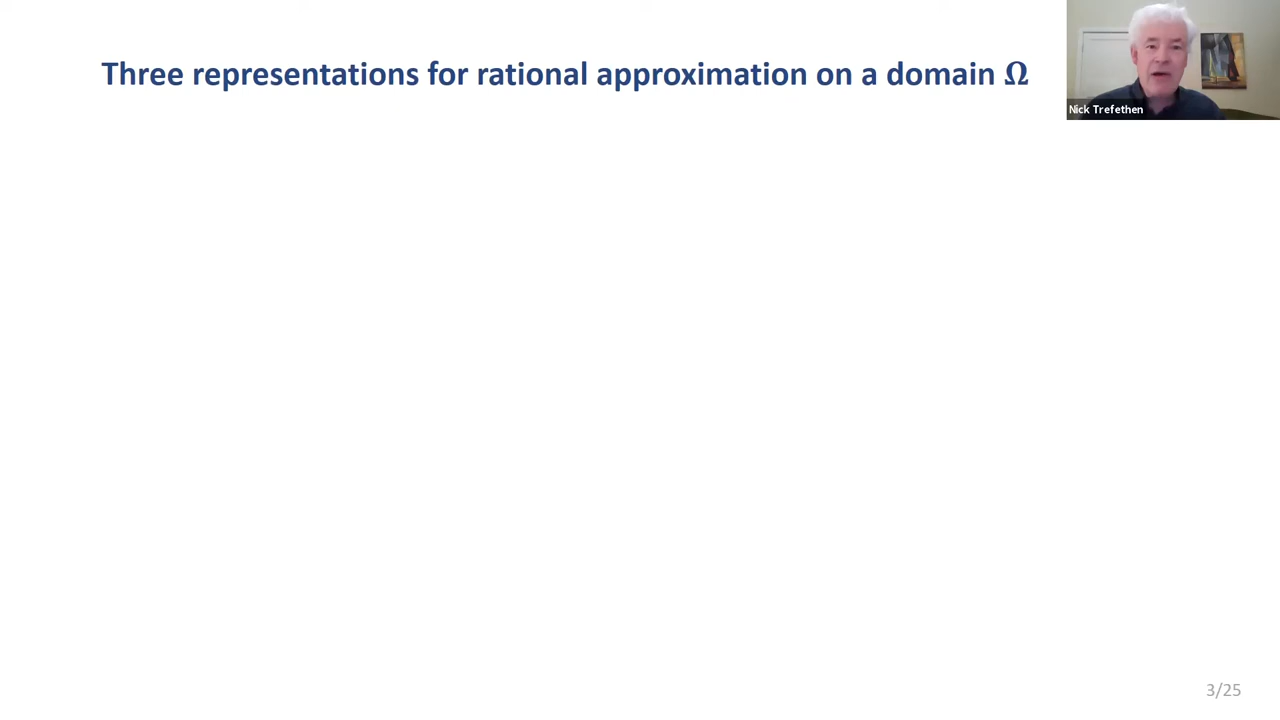 Three representations for rational approximation on a domain Ω
Nick Trefethen
3/25